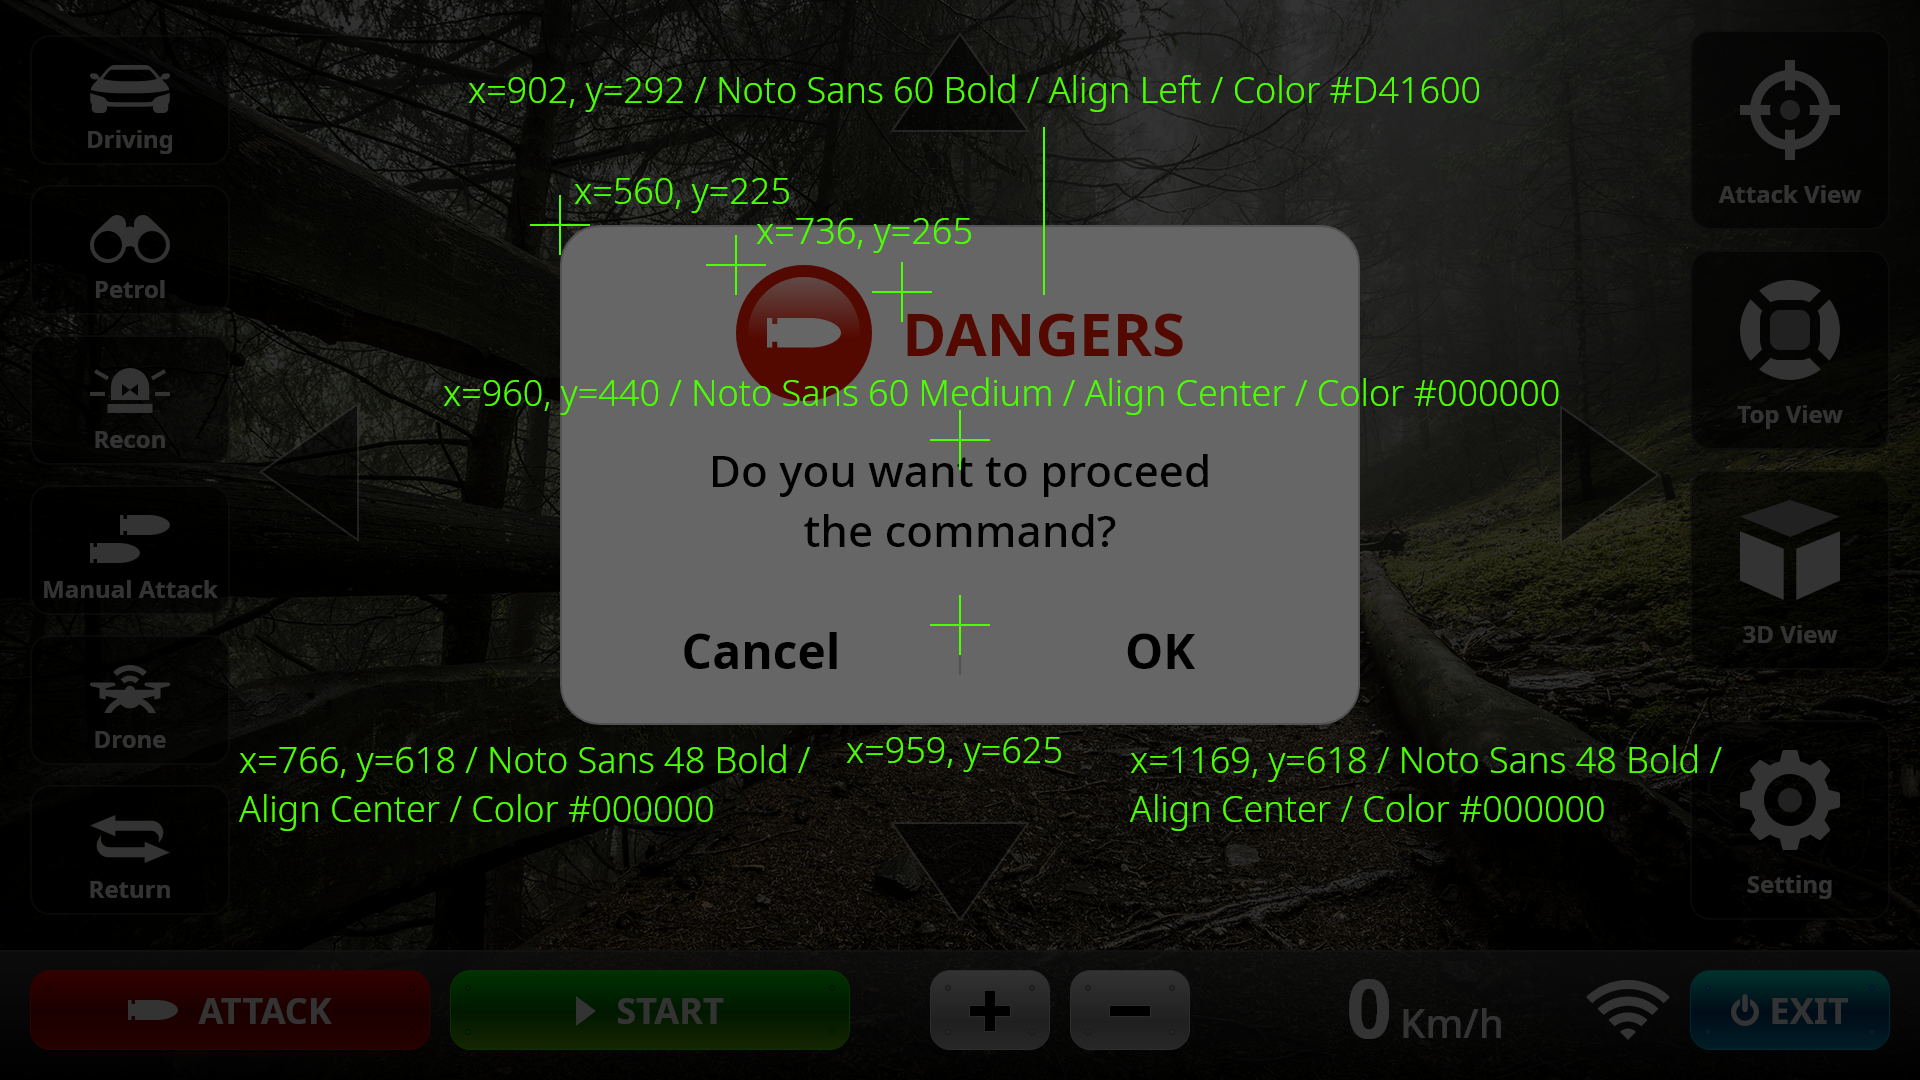 x=902, y=292 / Noto Sans 60 Bold / Align Left / Color #D41600
Driving
Attack View
x=560, y=225
x=736, y=265
Petrol
DANGERS
x=960, y=440 / Noto Sans 60 Medium / Align Center / Color #000000
Top View
Recon
Do you want to proceed
the command?
Manual Attack
3D View
Cancel
OK
Drone
x=766, y=618 / Noto Sans 48 Bold /
Align Center / Color #000000
x=959, y=625
x=1169, y=618 / Noto Sans 48 Bold /
Align Center / Color #000000
Return
Setting
ATTACK
START
0 Km/h
EXIT